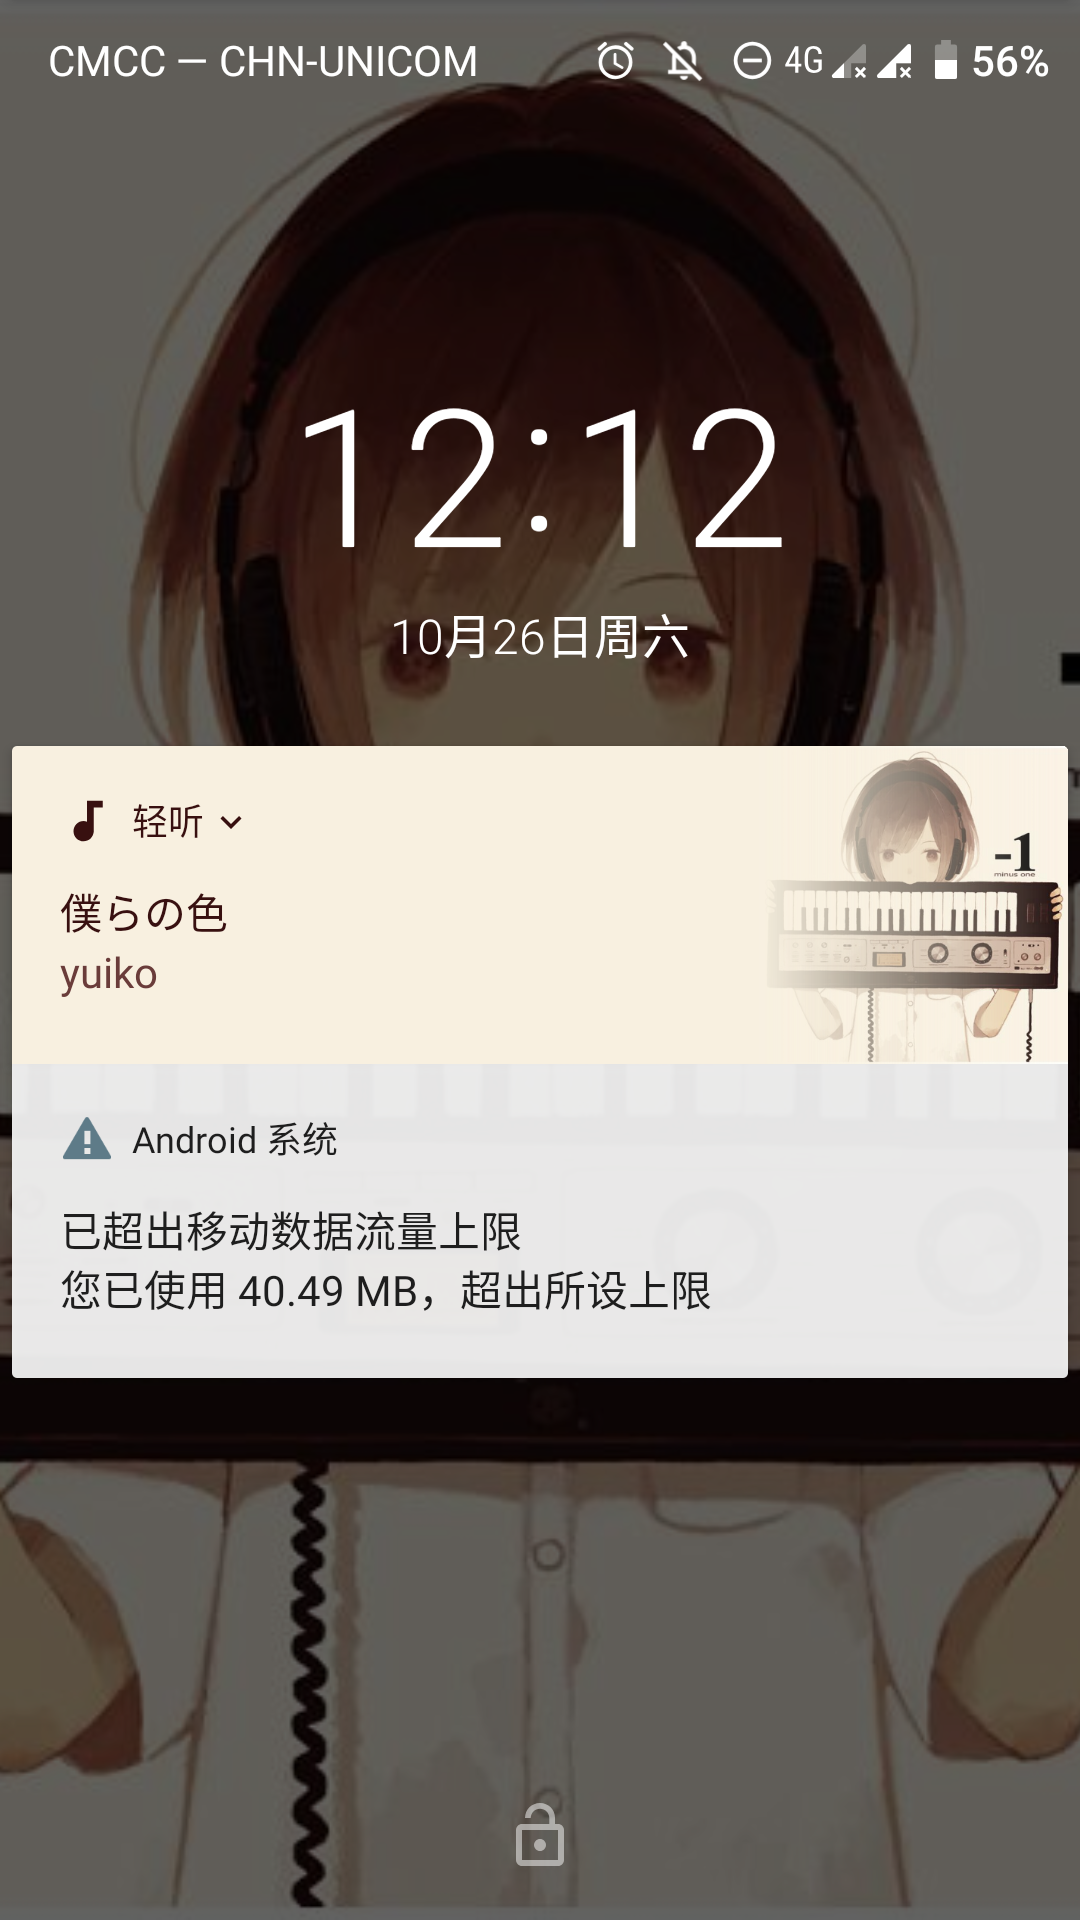 CMCC — CHN-UNICOM 4G 56%
12:12
10月26日周六
轻听
僕らの色
yuiko
-1
minus one
Android 系统
已超出移动数据流量上限
您已使用 40.49 MB，超出所设上限